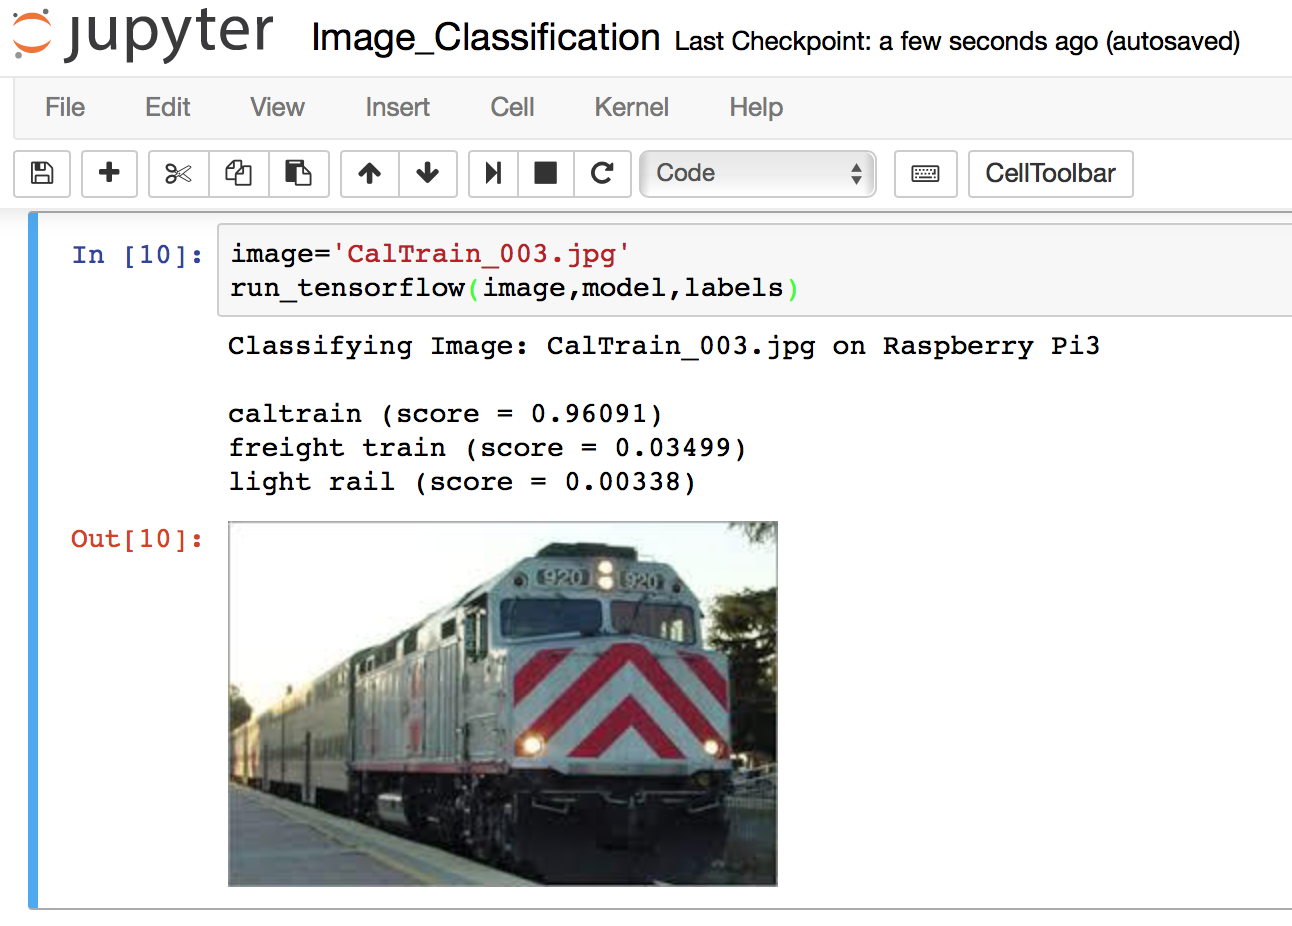 jupyter Image_Classification Last Checkpoint: a few seconds ago (autosaved)
File Edit View Insert Cell Kernel Help
Code CellToolbar
In [10]: image='CalTrain_003.jpg'
run_tensorflow(image,model,labels)
Classifying Image: CalTrain_003.jpg on Raspberry Pi3
caltrain (score = 0.96091)
freight train (score = 0.03499)
light rail (score = 0.00338)
Out[10]:
920 920